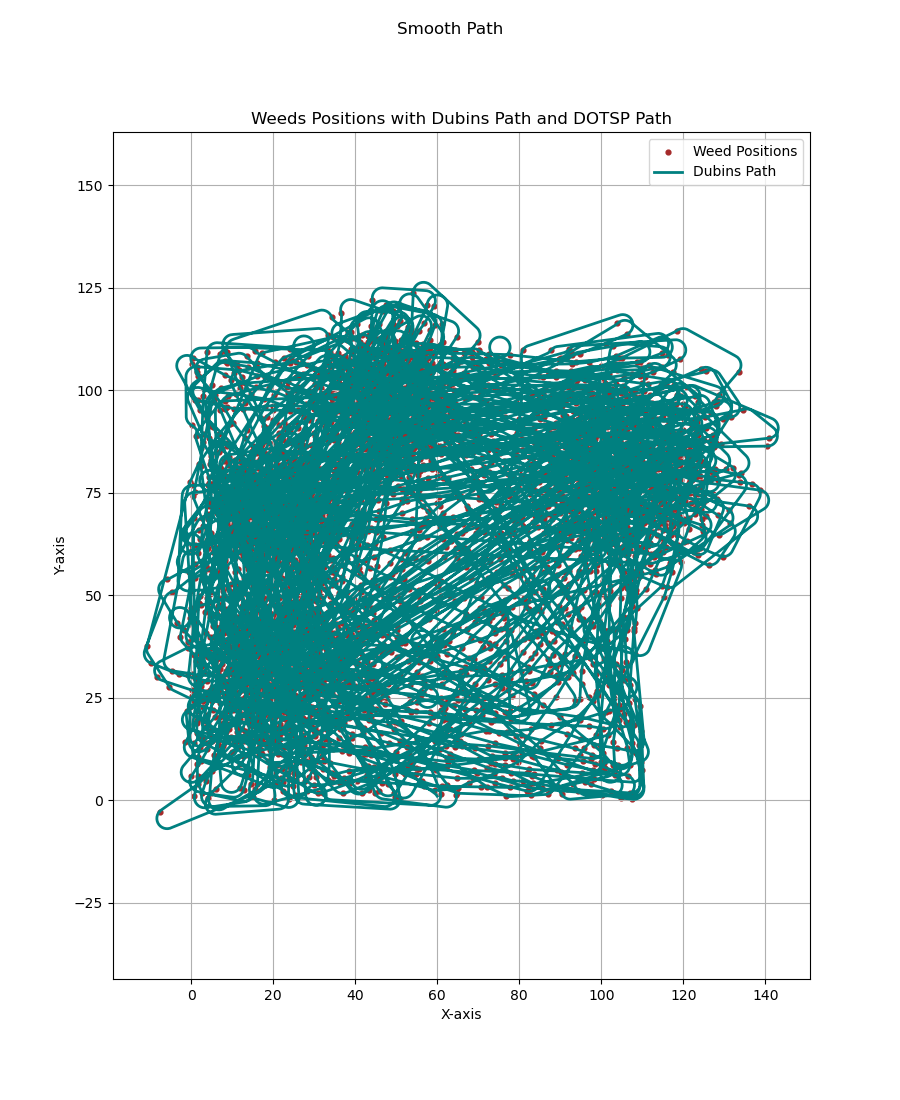 Smooth Path
Weeds Positions with Dubins Path and DOTSP Path
Weed Positions
Dubins Path
150
125
100
75
50
25
0
−25
Y-axis
0 20 40 60 80 100 120 140
X-axis